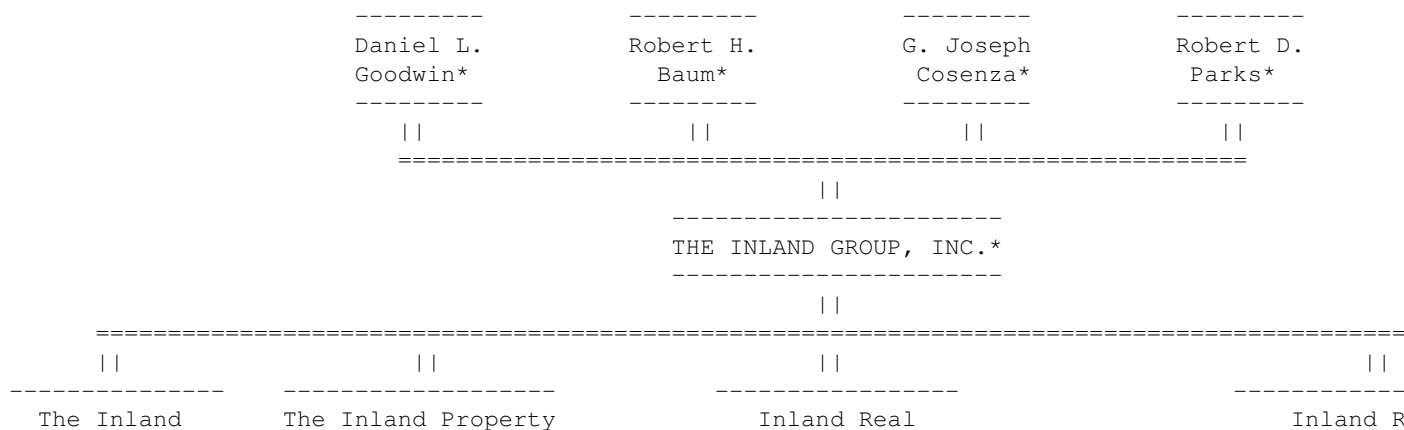 --------- --------- --------- ---------
Daniel L. Robert H. G. Joseph Robert D.
Goodwin* Baum* Cosenza* Parks*
--------- --------- --------- ---------
|| || || ||
===========================================================
||
-----------------------
THE INLAND GROUP, INC.*
-----------------------
||
===========================================================================================
|| || || ||
--------------- ------------------- ----------------- ------------
The Inland The Inland Property Inland Real Inland R